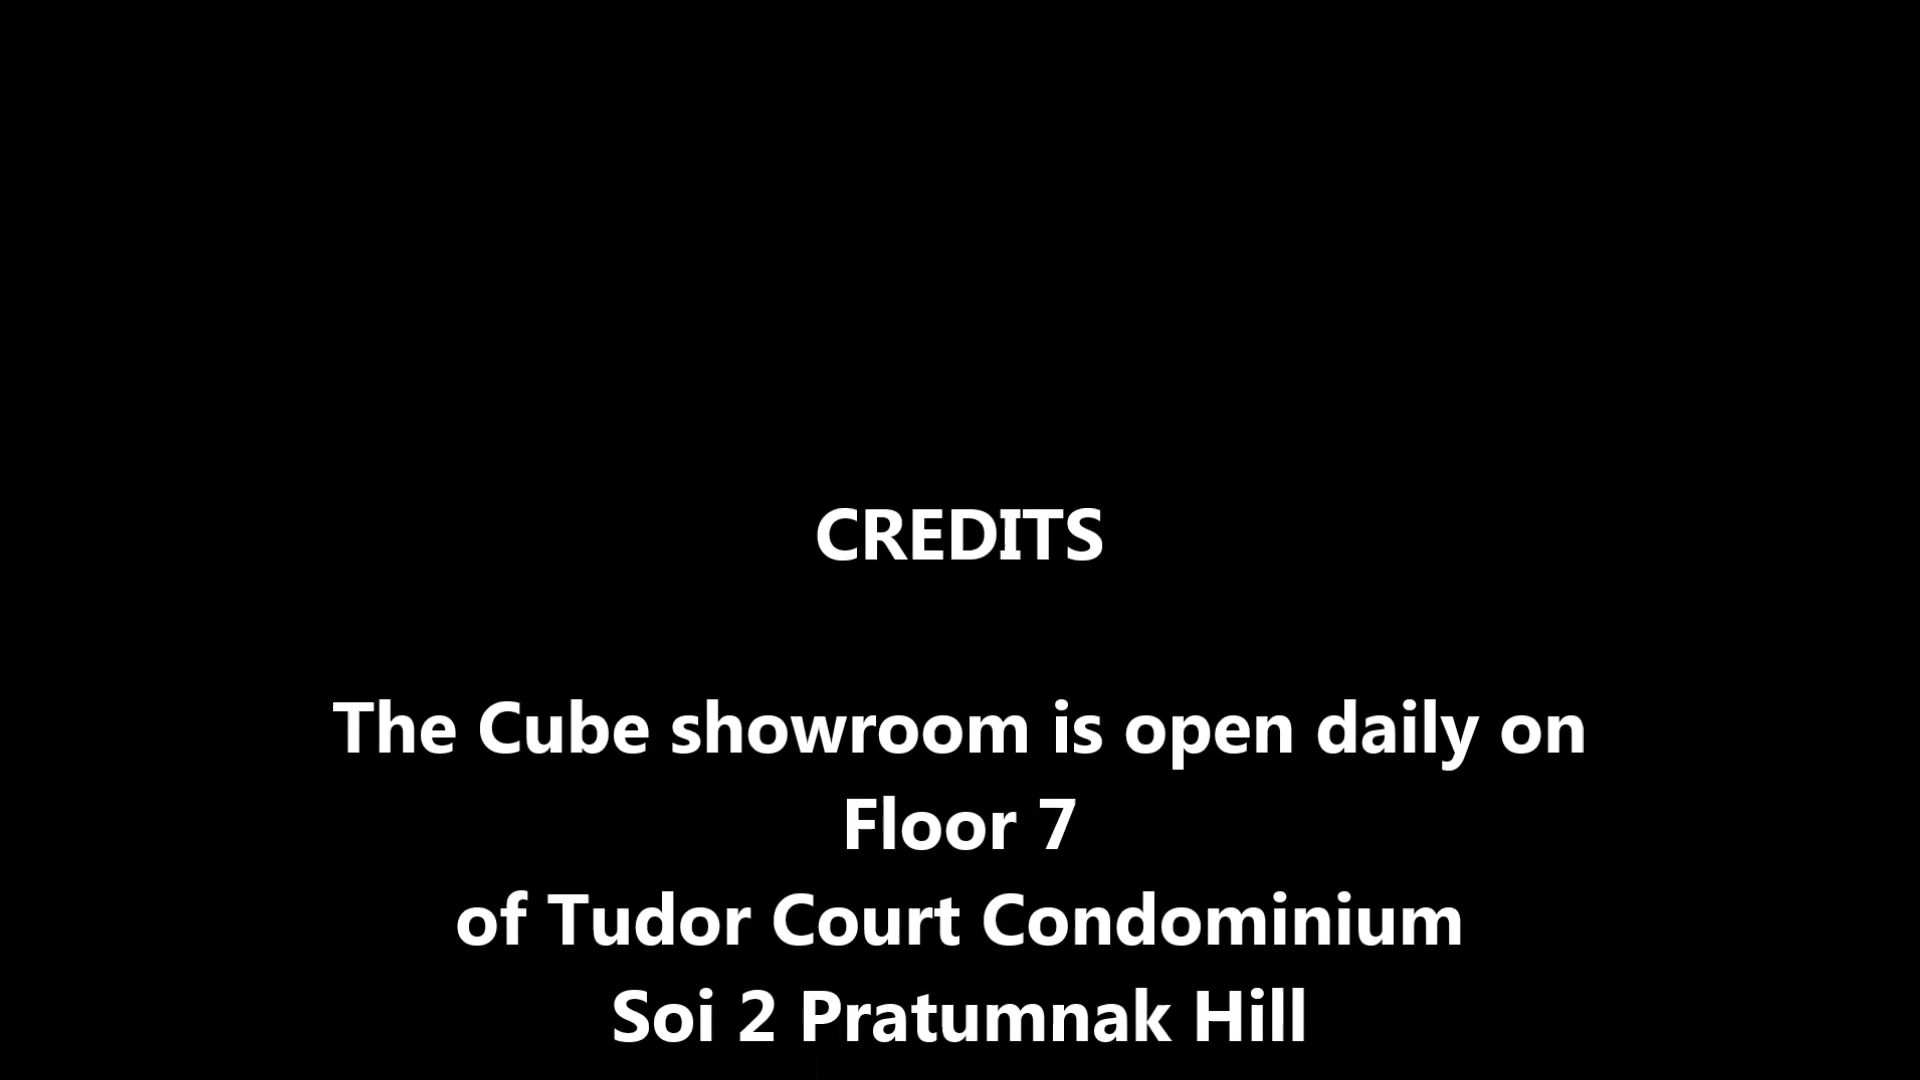 CREDITS
The Cube showroom is open daily on
Floor 7
of Tudor Court Condominium
Soi 2 Pratumnak Hill